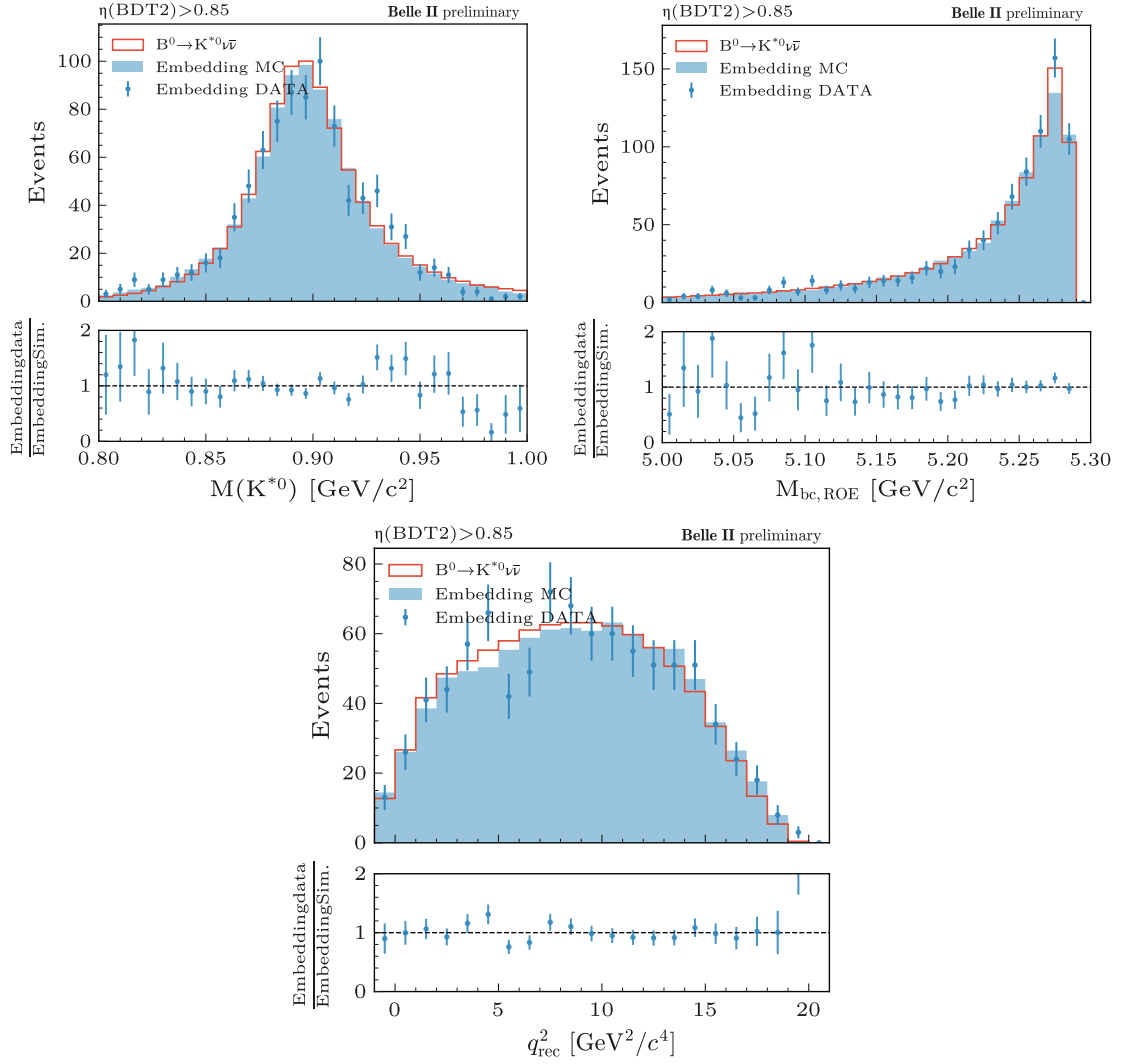 η(BDT2)>0.85 Belle II preliminary
B⁰→K*⁰νν̄
Embedding MC
Embedding DATA
Events
100
80
60
40
20
0
Embeddingdata
EmbeddingSim.
2
1
0
0.80 0.85 0.90 0.95 1.00
M(K*⁰) [GeV/c²]
η(BDT2)>0.85 Belle II preliminary
B⁰→K*⁰νν̄
Embedding MC
Embedding DATA
Events
150
100
50
0
Embeddingdata
EmbeddingSim.
2
1
0
5.00 5.05 5.10 5.15 5.20 5.25 5.30
M_bc, ROE [GeV/c²]
η(BDT2)>0.85 Belle II preliminary
B⁰→K*⁰νν̄
Embedding MC
Embedding DATA
Events
80
60
40
20
0
Embeddingdata
EmbeddingSim.
2
1
0
0 5 10 15 20
q²_rec [GeV²/c⁴]